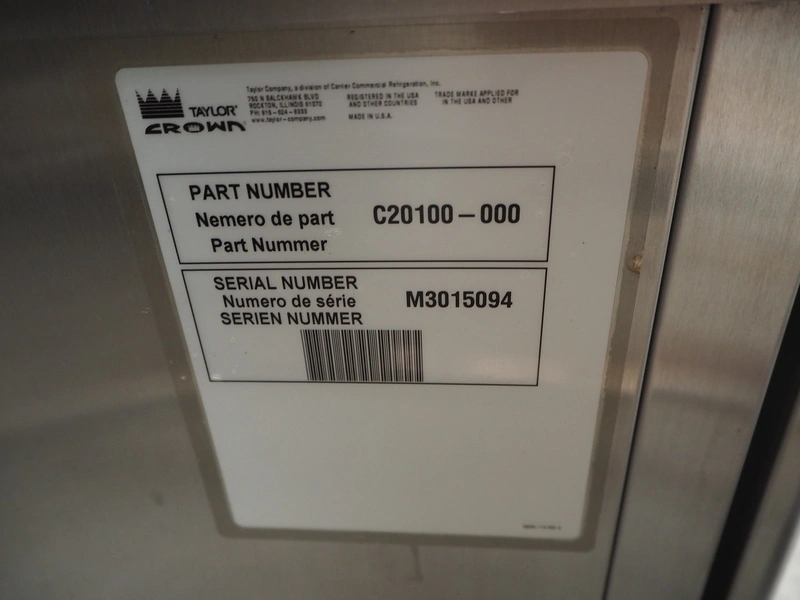 TAYLOR
CROWN
Taylor Company, a division of Carrier Commercial Refrigeration, Inc.
750 N BALCKHAWK BLVD
ROCKTON, ILLINOIS 61072
www.taylor-company.com
REGISTERED IN THE USA
AND OTHER COUNTRIES
MADE IN U.S.A.
TRADE MARKE APPLIED FOR
IN THE USA AND OTHER
PART NUMBER
Nemero de part
Part Nummer
C20100-000
SERIAL NUMBER
Numero de série
SERIEN NUMMER
M3015094